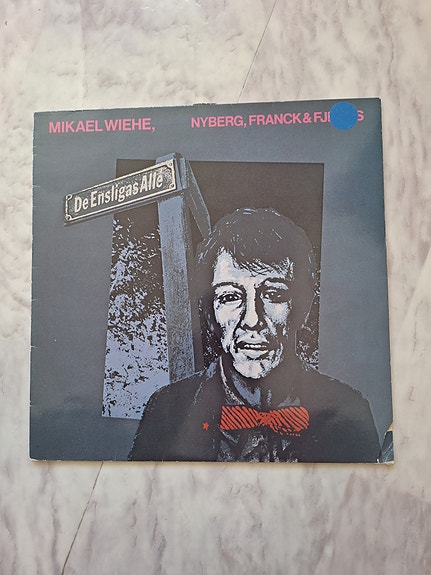 MIKAEL WIEHE, NYBERG, FRANCK &
De Ensligas Allé